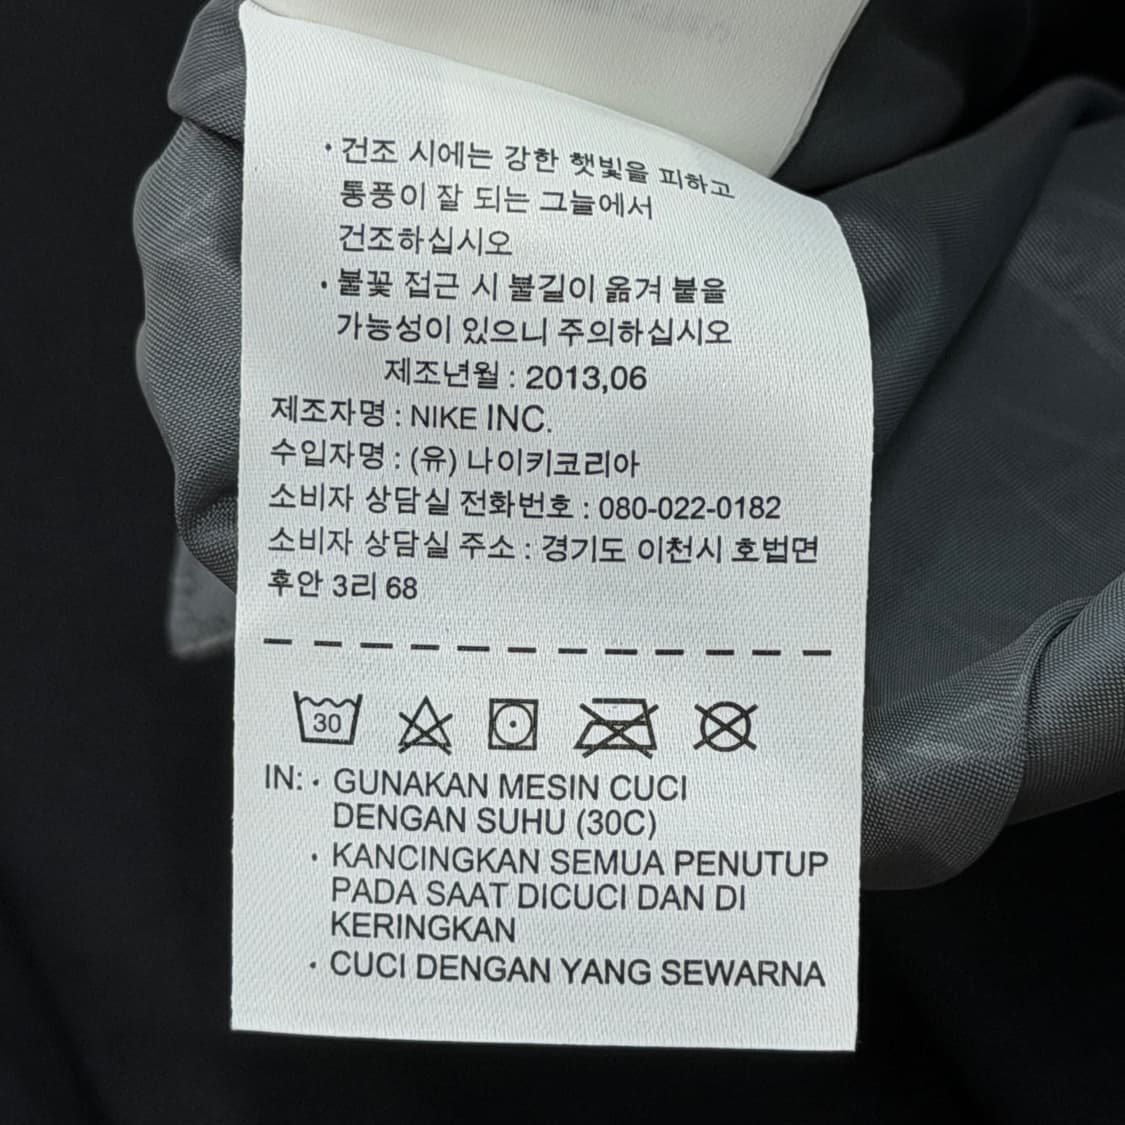 · 건조 시에는 강한 햇빛을 피하고
통풍이 잘 되는 그늘에서
건조하십시오
· 불꽃 접근 시 불길이 옮겨 붙을
가능성이 있으니 주의하십시오
제조년월 : 2013,06
제조자명 : NIKE INC.
수입자명 : (유) 나이키코리아
소비자 상담실 전화번호 : 080-022-0182
소비자 상담실 주소 : 경기도 이천시 호법면
후안 3리 68
30
IN: · GUNAKAN MESIN CUCI
DENGAN SUHU (30C)
· KANCINGKAN SEMUA PENUTUP
PADA SAAT DICUCI DAN DI
KERINGKAN
· CUCI DENGAN YANG SEWARNA